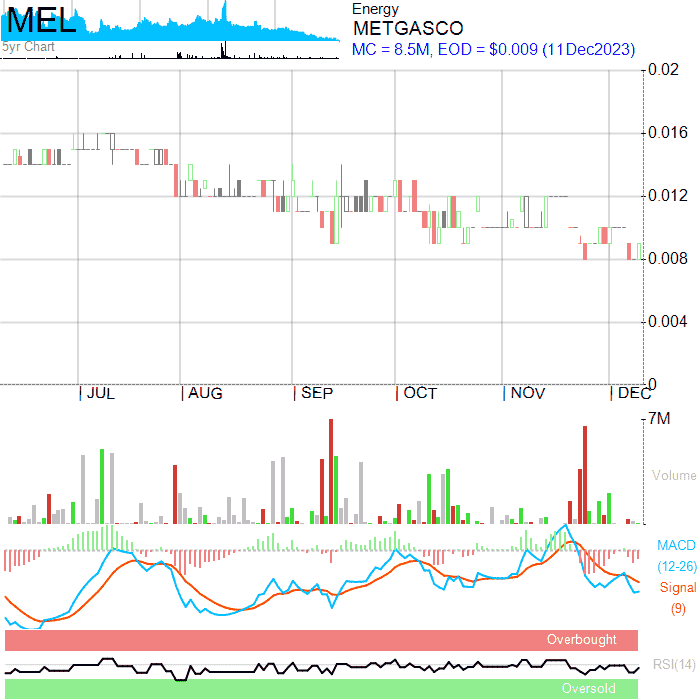 MEL
5yr Chart
Energy
METGASCO
MC = 8.5M, EOD = $0.009 (11Dec2023)
0.02
0.016
0.012
0.008
0.004
0
JUL AUG SEP OCT NOV DEC
7M
Volume
MACD
(12-26)
Signal
(9)
Overbought
RSI(14)
Oversold